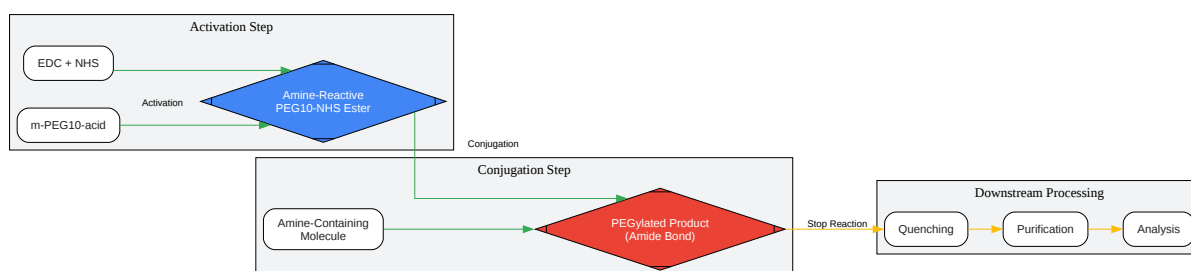 Activation Step
EDC + NHS
m-PEG10-acid
Activation
Amine-Reactive
PEG10-NHS Ester
Conjugation
Conjugation Step
Amine-Containing
Molecule
PEGylated Product
(Amide Bond)
Stop Reaction
Downstream Processing
Quenching
Purification
Analysis